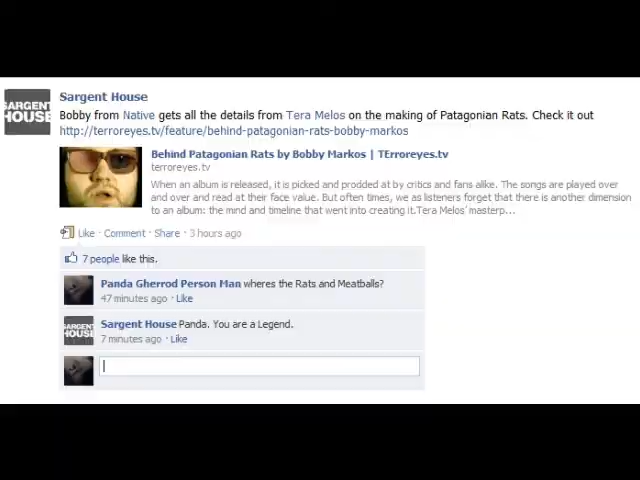 SARGENT
HOUSE
Sargent House
Bobby from Native gets all the details from Tera Melos on the making of Patagonian Rats. Check it out
http://terroreyes.tv/feature/behind-patagonian-rats-bobby-markos
Behind Patagonian Rats by Bobby Markos | TErroreyes.tv
terroreyes.tv
When an album is released, it is picked and prodded at by critics and fans alike. The songs are played over
and over and read at their face value. But often times, we as listeners forget that there is another dimension
to an album: the mnd and timeline that went into creating it.Tera Melos' masterp...
Like · Comment · Share · 3 hours ago
7 people like this.
Panda Gherrod Person Man wheres the Rats and Meatballs?
47 minutes ago · Like
SARGENT
HOUSE
Sargent House Panda. You are a Legend.
7 minutes ago · Like